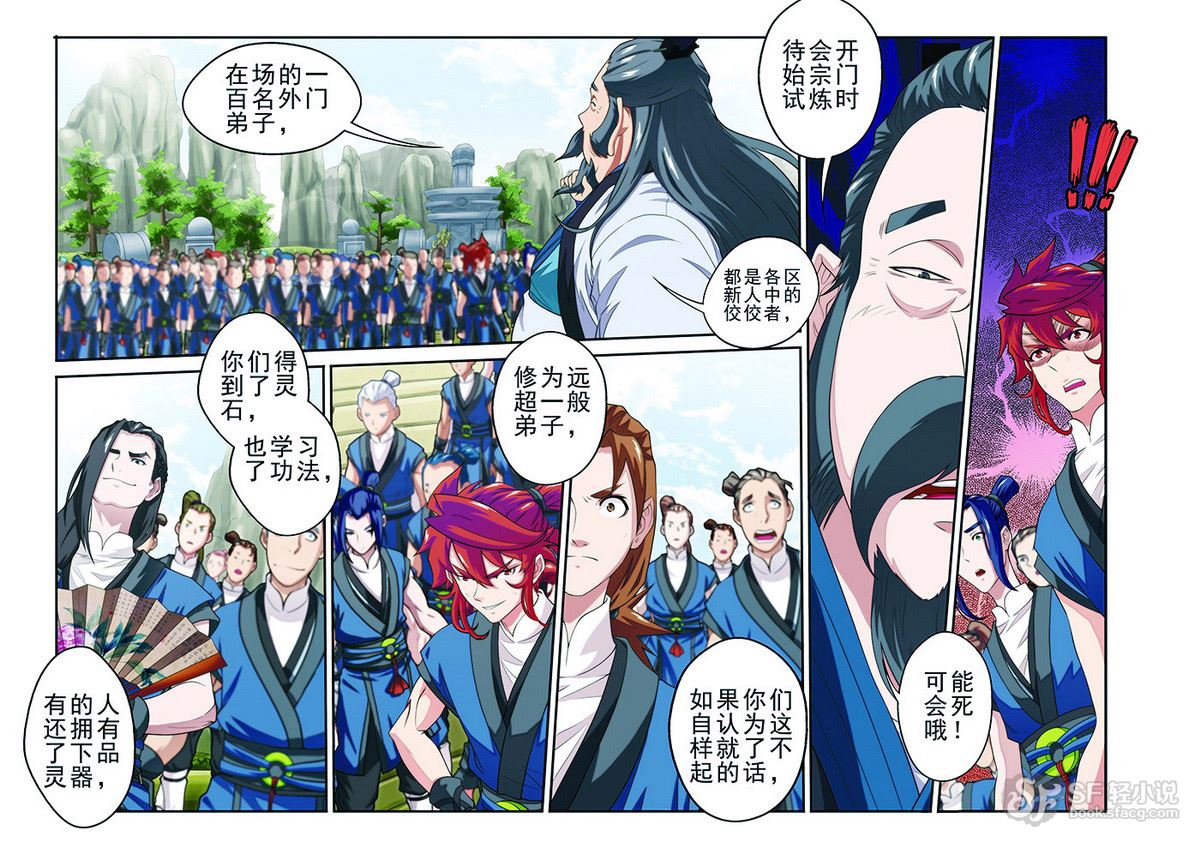 在场的一
百名外门
弟子，
都是各区
新人中的
佼佼者，
你们得
到了灵
石，
也学习
了功法，
有的人
还拥有
了下品
灵器，
修为远
超一般
弟子，
如果你们
自认为这
样就了不
起的话，
待会开
始宗门
试炼时
!!!
可能
会死
哦！
SF轻小说
book.sfacg.com